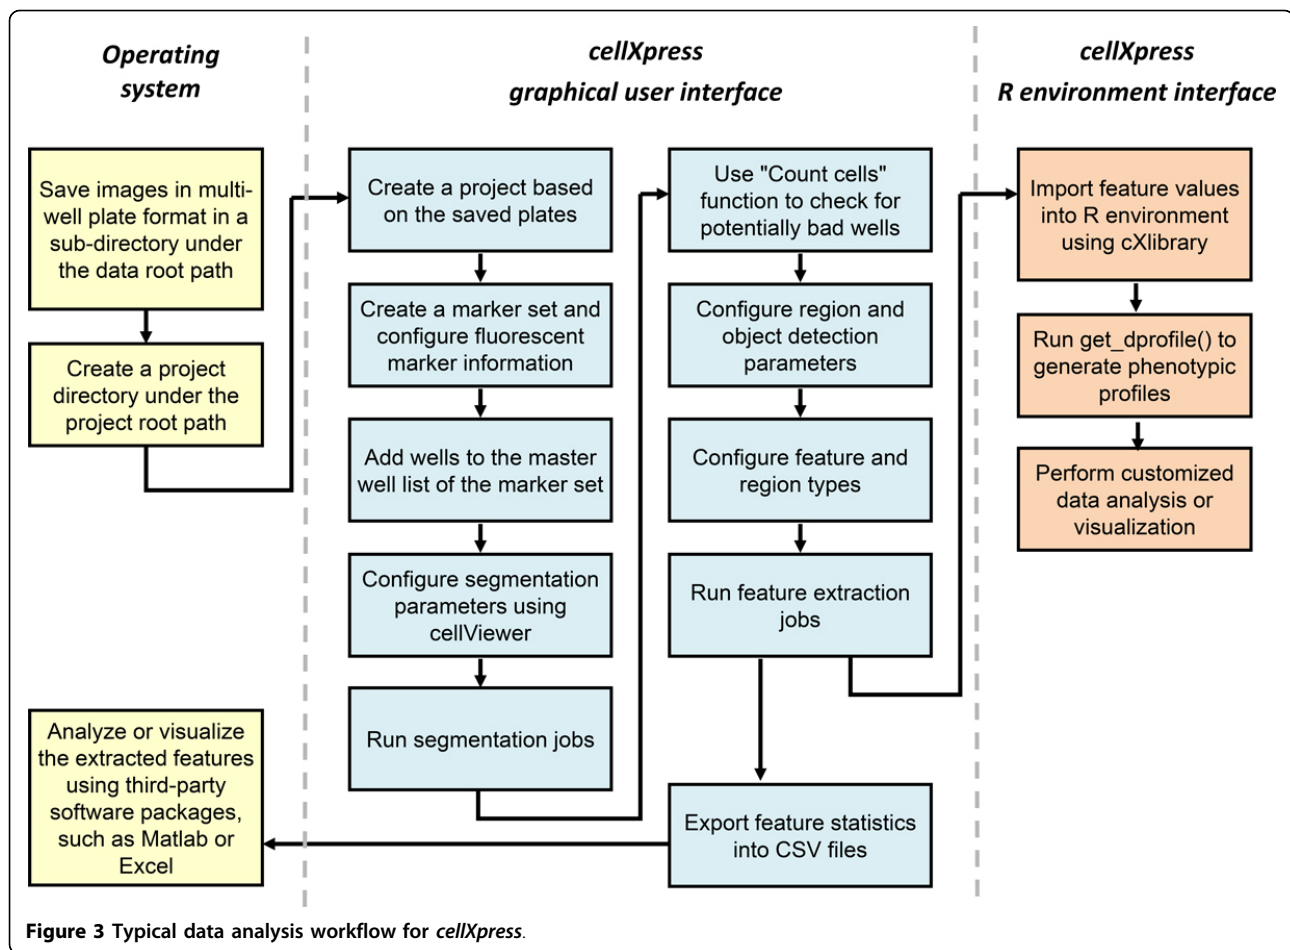 Operating
system
cellXpress
graphical user interface
cellXpress
R environment interface
Save images in multi-
well plate format in a
sub-directory under
the data root path
Create a project
directory under the
project root path
Analyze or visualize
the extracted features
using third-party
software packages,
such as Matlab or
Excel
Create a project based
on the saved plates
Create a marker set and
configure fluorescent
marker information
Add wells to the master
well list of the marker set
Configure segmentation
parameters using
cellViewer
Run segmentation jobs
Use "Count cells"
function to check for
potentially bad wells
Configure region and
object detection
parameters
Configure feature and
region types
Run feature extraction
jobs
Export feature statistics
into CSV files
Import feature values
into R environment
using cXlibrary
Run get_dprofile() to
generate phenotypic
profiles
Perform customized
data analysis or
visualization
Figure 3 Typical data analysis workflow for cellXpress.